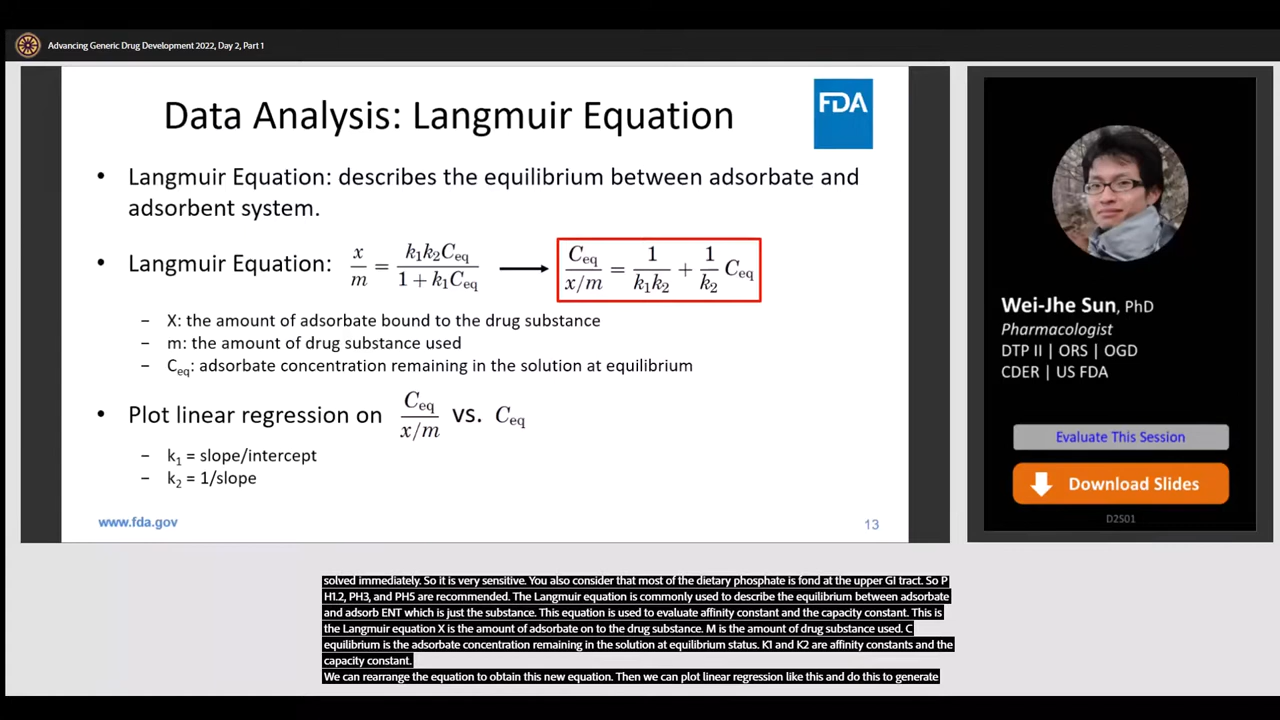 Advancing Generic Drug Development 2022, Day 2, Part 1
Data Analysis: Langmuir Equation
FDA
• Langmuir Equation: describes the equilibrium between adsorbate and
adsorbent system.
• Langmuir Equation: x/m = k₁k₂Ceq/(1 + k₁Ceq) → Ceq/(x/m) = 1/(k₁k₂) + 1/k₂ Ceq
– X: the amount of adsorbate bound to the drug substance
– m: the amount of drug substance used
– Ceq: adsorbate concentration remaining in the solution at equilibrium
• Plot linear regression on Ceq/(x/m) vs. Ceq
– k₁ = slope/intercept
– k₂ = 1/slope
www.fda.gov
13
Wei-Jhe Sun, PhD
Pharmacologist
DTP II | ORS | OGD
CDER | US FDA
Evaluate This Session
Download Slides
D2S01
solved immediately. So it is very sensitive. You also consider that most of the dietary phosphate is fond at the upper GI tract. So P
H1.2, PH3, and PH5 are recommended. The Langmuir equation is commonly used to describe the equilibrium between adsorbate
and adsorb ENT which is just the substance. This equation is used to evaluate affinity constant and the capacity constant. This is
the Langmuir equation X is the amount of adsorbate on to the drug substance. M is the amount of drug substance used. C
equilibrium is the adsorbate concentration remaining in the solution at equilibrium status. K1 and K2 are affinity constants and the
capacity constant.
We can rearrange the equation to obtain this new equation. Then we can plot linear regression like this and do this to generate